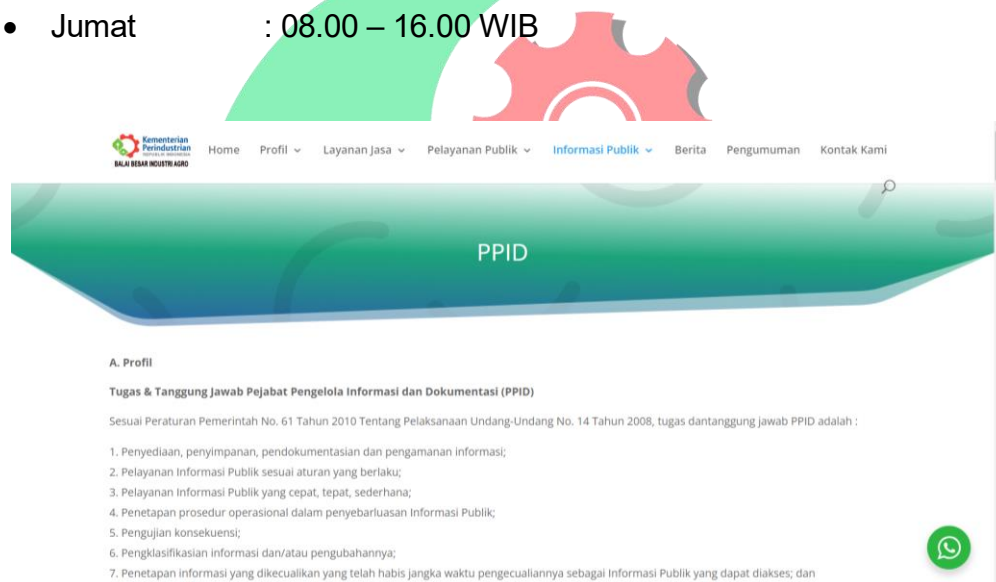 • Jumat : 08.00 – 16.00 WIB
Kementerian
Perindustrian
REPUBLIK INDONESIA
BALAI BESAR INDUSTRI AGRO
Home Profil Layanan Jasa Pelayanan Publik Informasi Publik Berita Pengumuman Kontak Kami
PPID
A. Profil
Tugas & Tanggung Jawab Pejabat Pengelola Informasi dan Dokumentasi (PPID)
Sesuai Peraturan Pemerintah No. 61 Tahun 2010 Tentang Pelaksanaan Undang-Undang No. 14 Tahun 2008, tugas dantanggung jawab PPID adalah :
1. Penyediaan, penyimpanan, pendokumentasian dan pengamanan informasi;
2. Pelayanan Informasi Publik sesuai aturan yang berlaku;
3. Pelayanan Informasi Publik yang cepat, tepat, sederhana;
4. Penetapan prosedur operasional dalam penyebarluasan Informasi Publik;
5. Pengujian konsekuensi;
6. Pengklasifikasian informasi dan/atau pengubahannya;
7. Penetapan informasi yang dikecualikan yang telah habis jangka waktu pengecualiannya sebagai Informasi Publik yang dapat diakses; dan